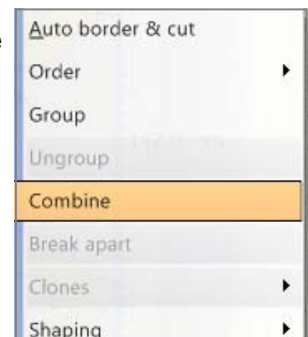 e
Auto border & cut
Order
Group
Ungroup
Combine
Break apart
Clones
Shaping